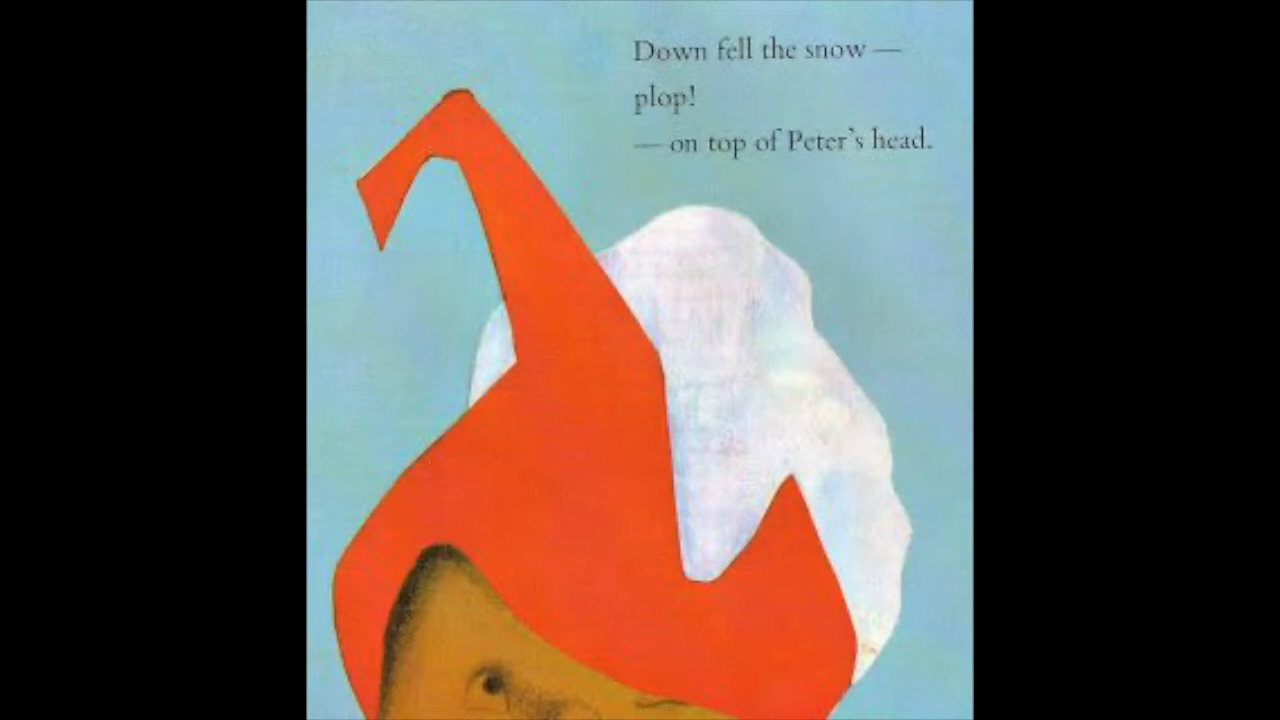 Down fell the snow —
plop!
— on top of Peter’s head.